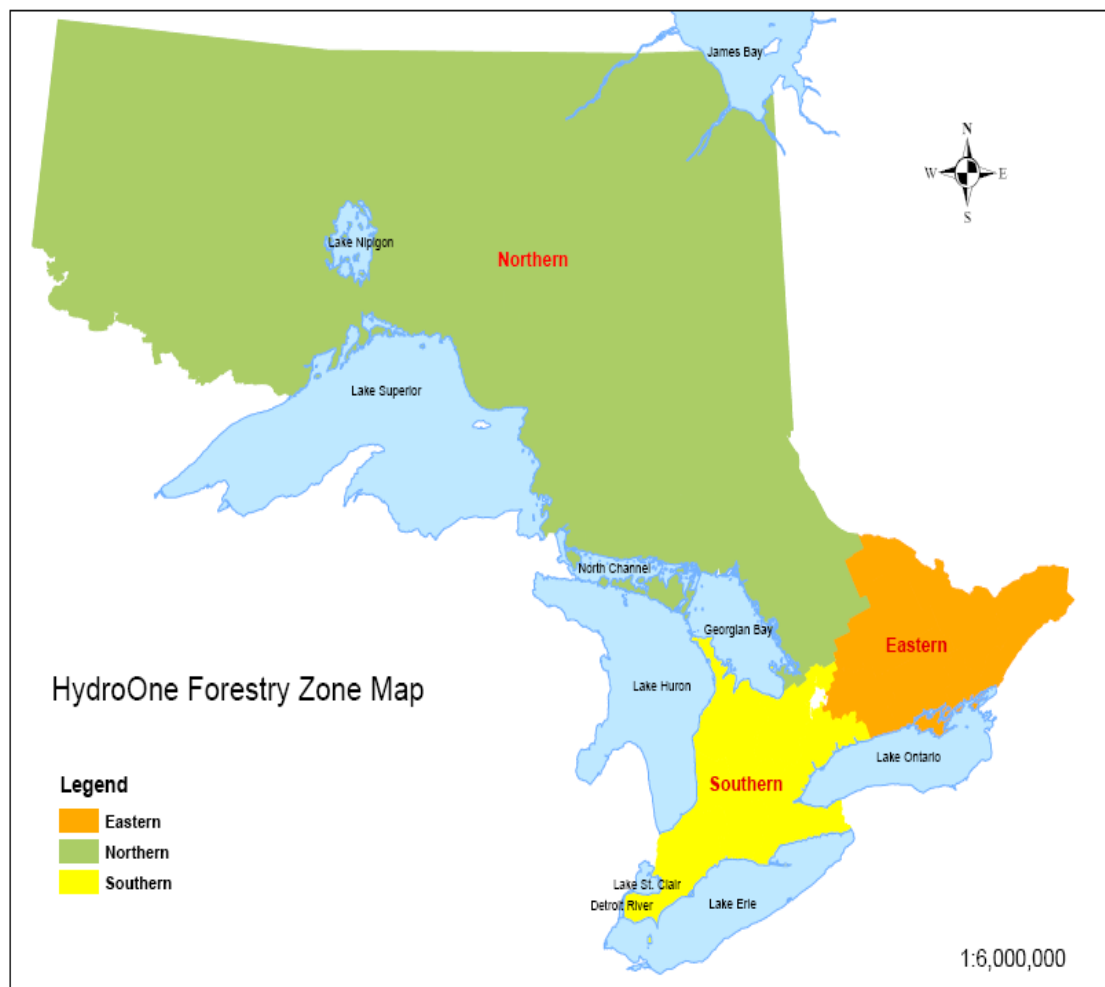 James Bay
N
W E
S
Lake Nipigon
Northern
Lake Superior
North Channel
Georgian Bay
Eastern
Lake Huron
HydroOne Forestry Zone Map
Lake Ontario
Southern
Legend
Eastern
Northern
Southern
Lake St. Clair
Detroit River
Lake Erie
1:6,000,000